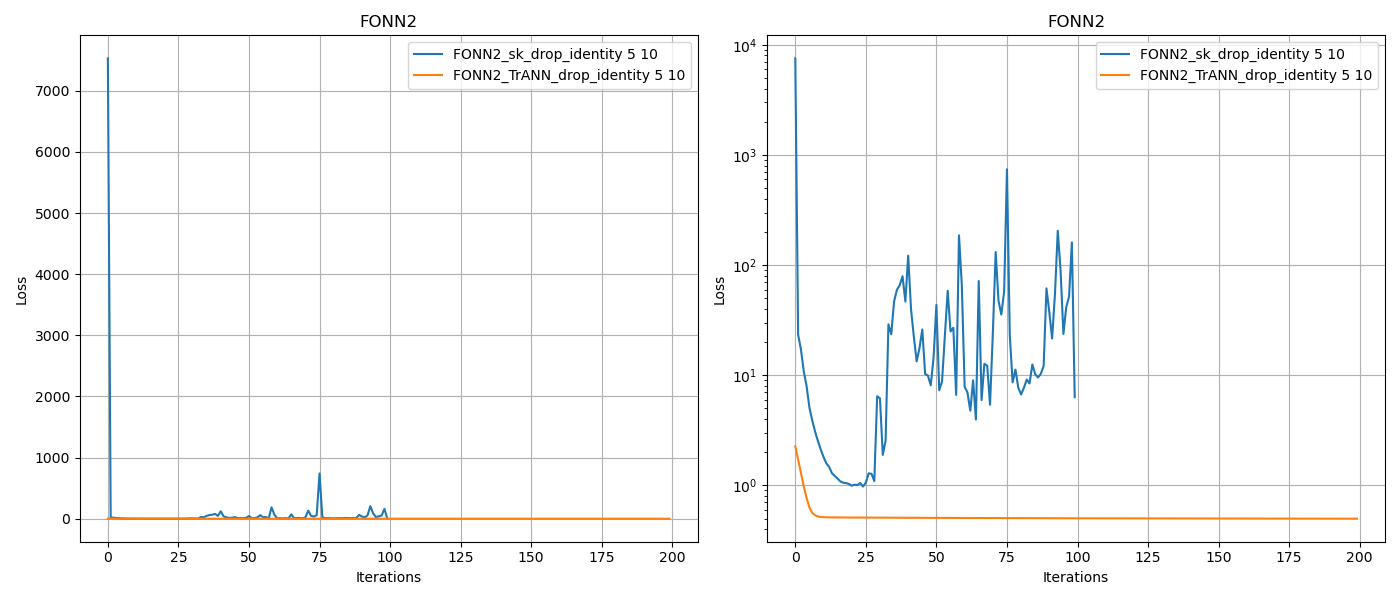 FONN2
FONN2_sk_drop_identity 5 10
FONN2_TrANN_drop_identity 5 10
Loss
7000
6000
5000
4000
3000
2000
1000
0
0 25 50 75 100 125 150 175 200
Iterations
FONN2
FONN2_sk_drop_identity 5 10
FONN2_TrANN_drop_identity 5 10
Loss
10⁴
10³
10²
10¹
10⁰
0 25 50 75 100 125 150 175 200
Iterations